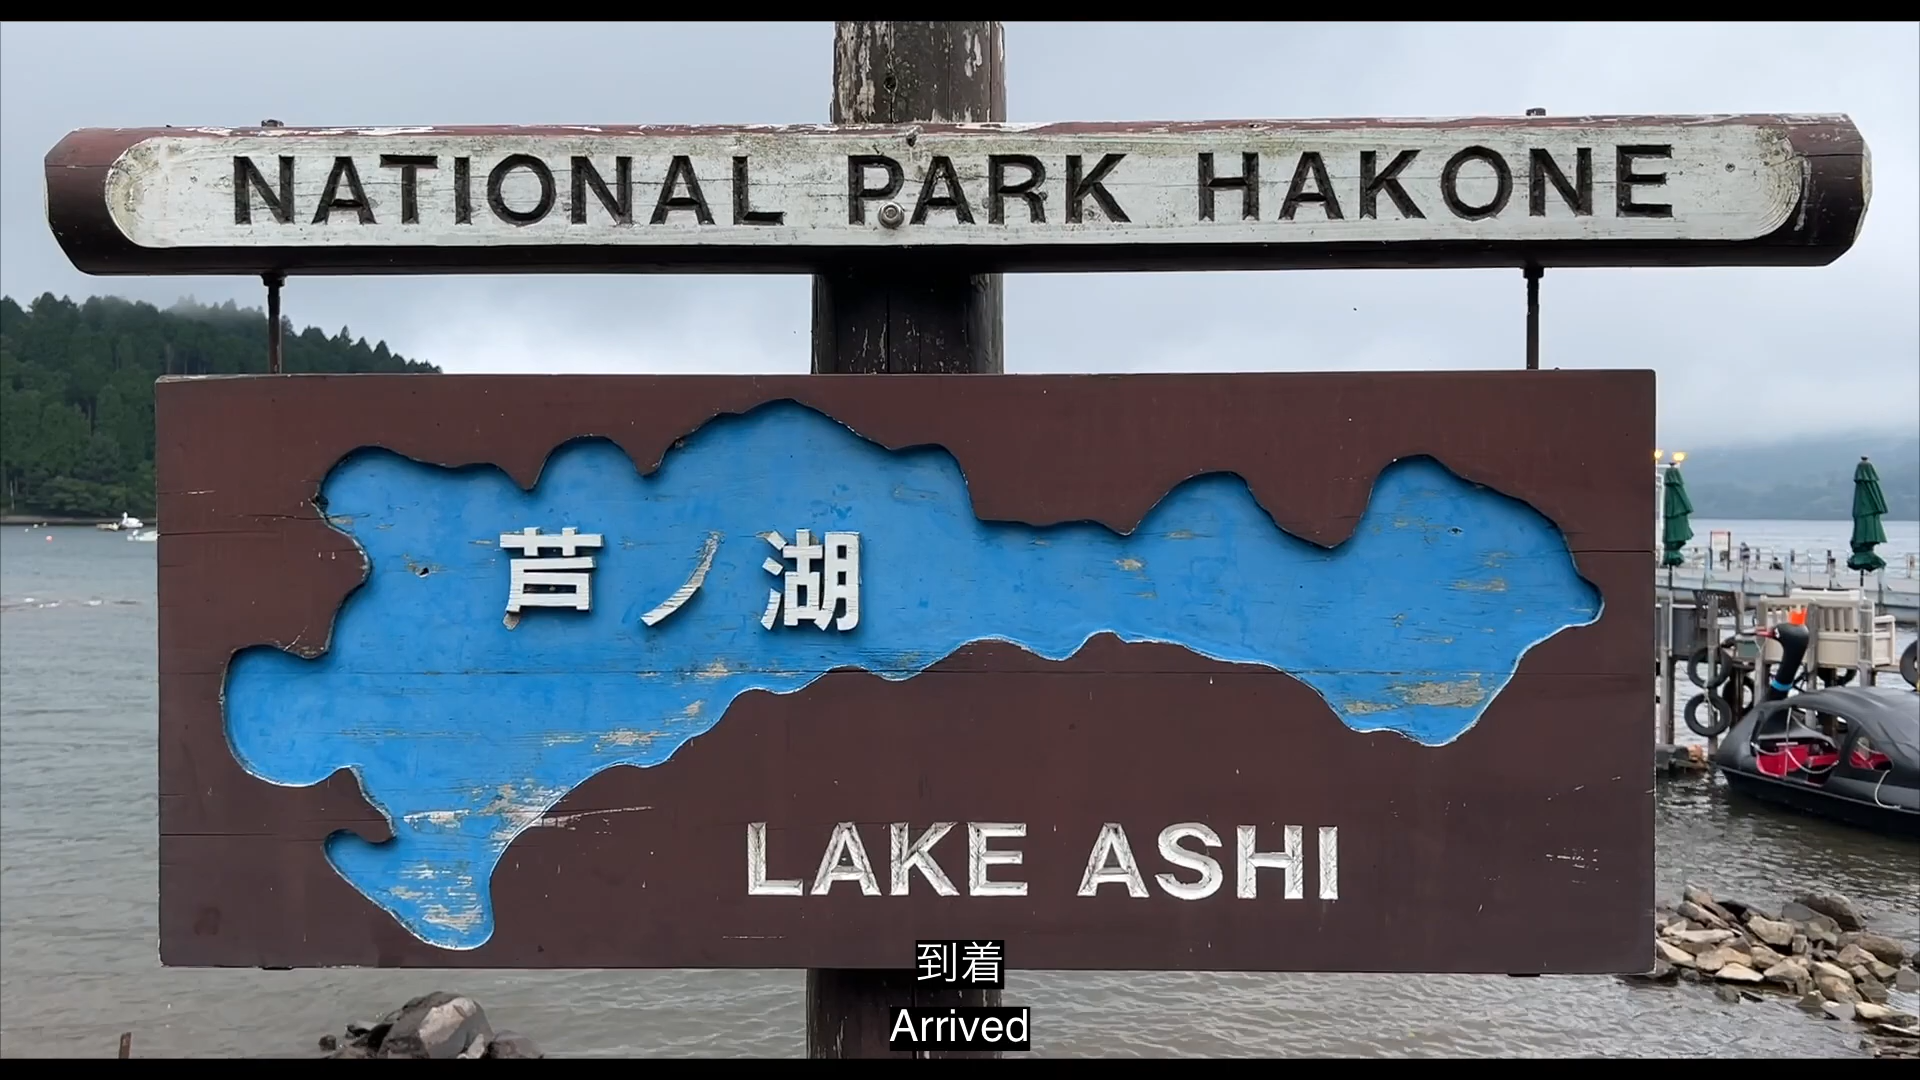 NATIONAL PARK HAKONE
芦ノ湖
LAKE ASHI
到着
Arrived